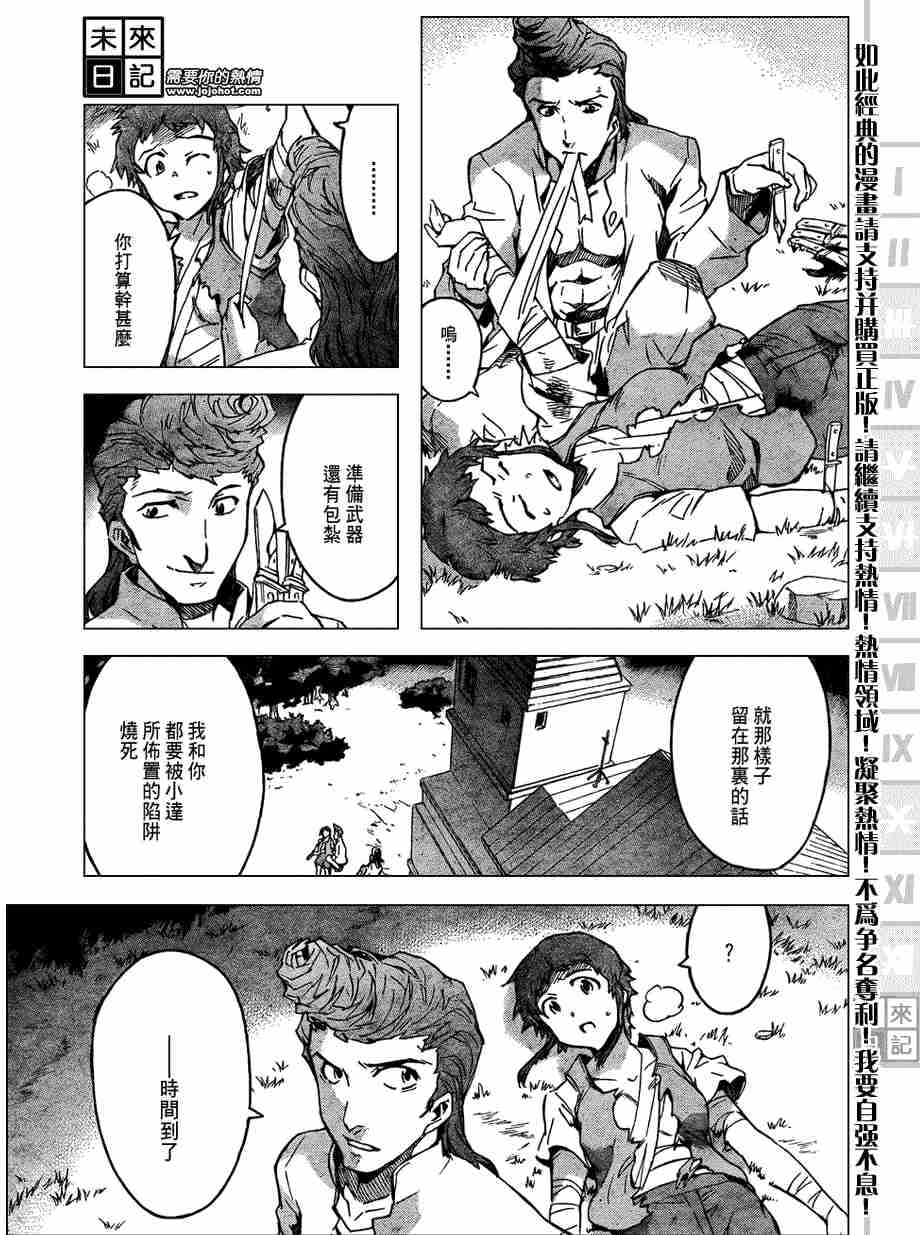 未來
日記
需要你的熱情
www.jojohot.com
嗚……
………
你打算幹甚麼
準備武器
還有包紮
就那樣子
留在那裏的話
我和你
都要被小達
所佈置的陷阱
燒死
?
——時間到了
如此經典的漫畫請支持并購買正版!請繼續支持熱情!熱情領域!凝聚熱情!不爲争名奪利!我要自强不息!
I
II
IV
VII
VIII
IX
X
XI
來
記